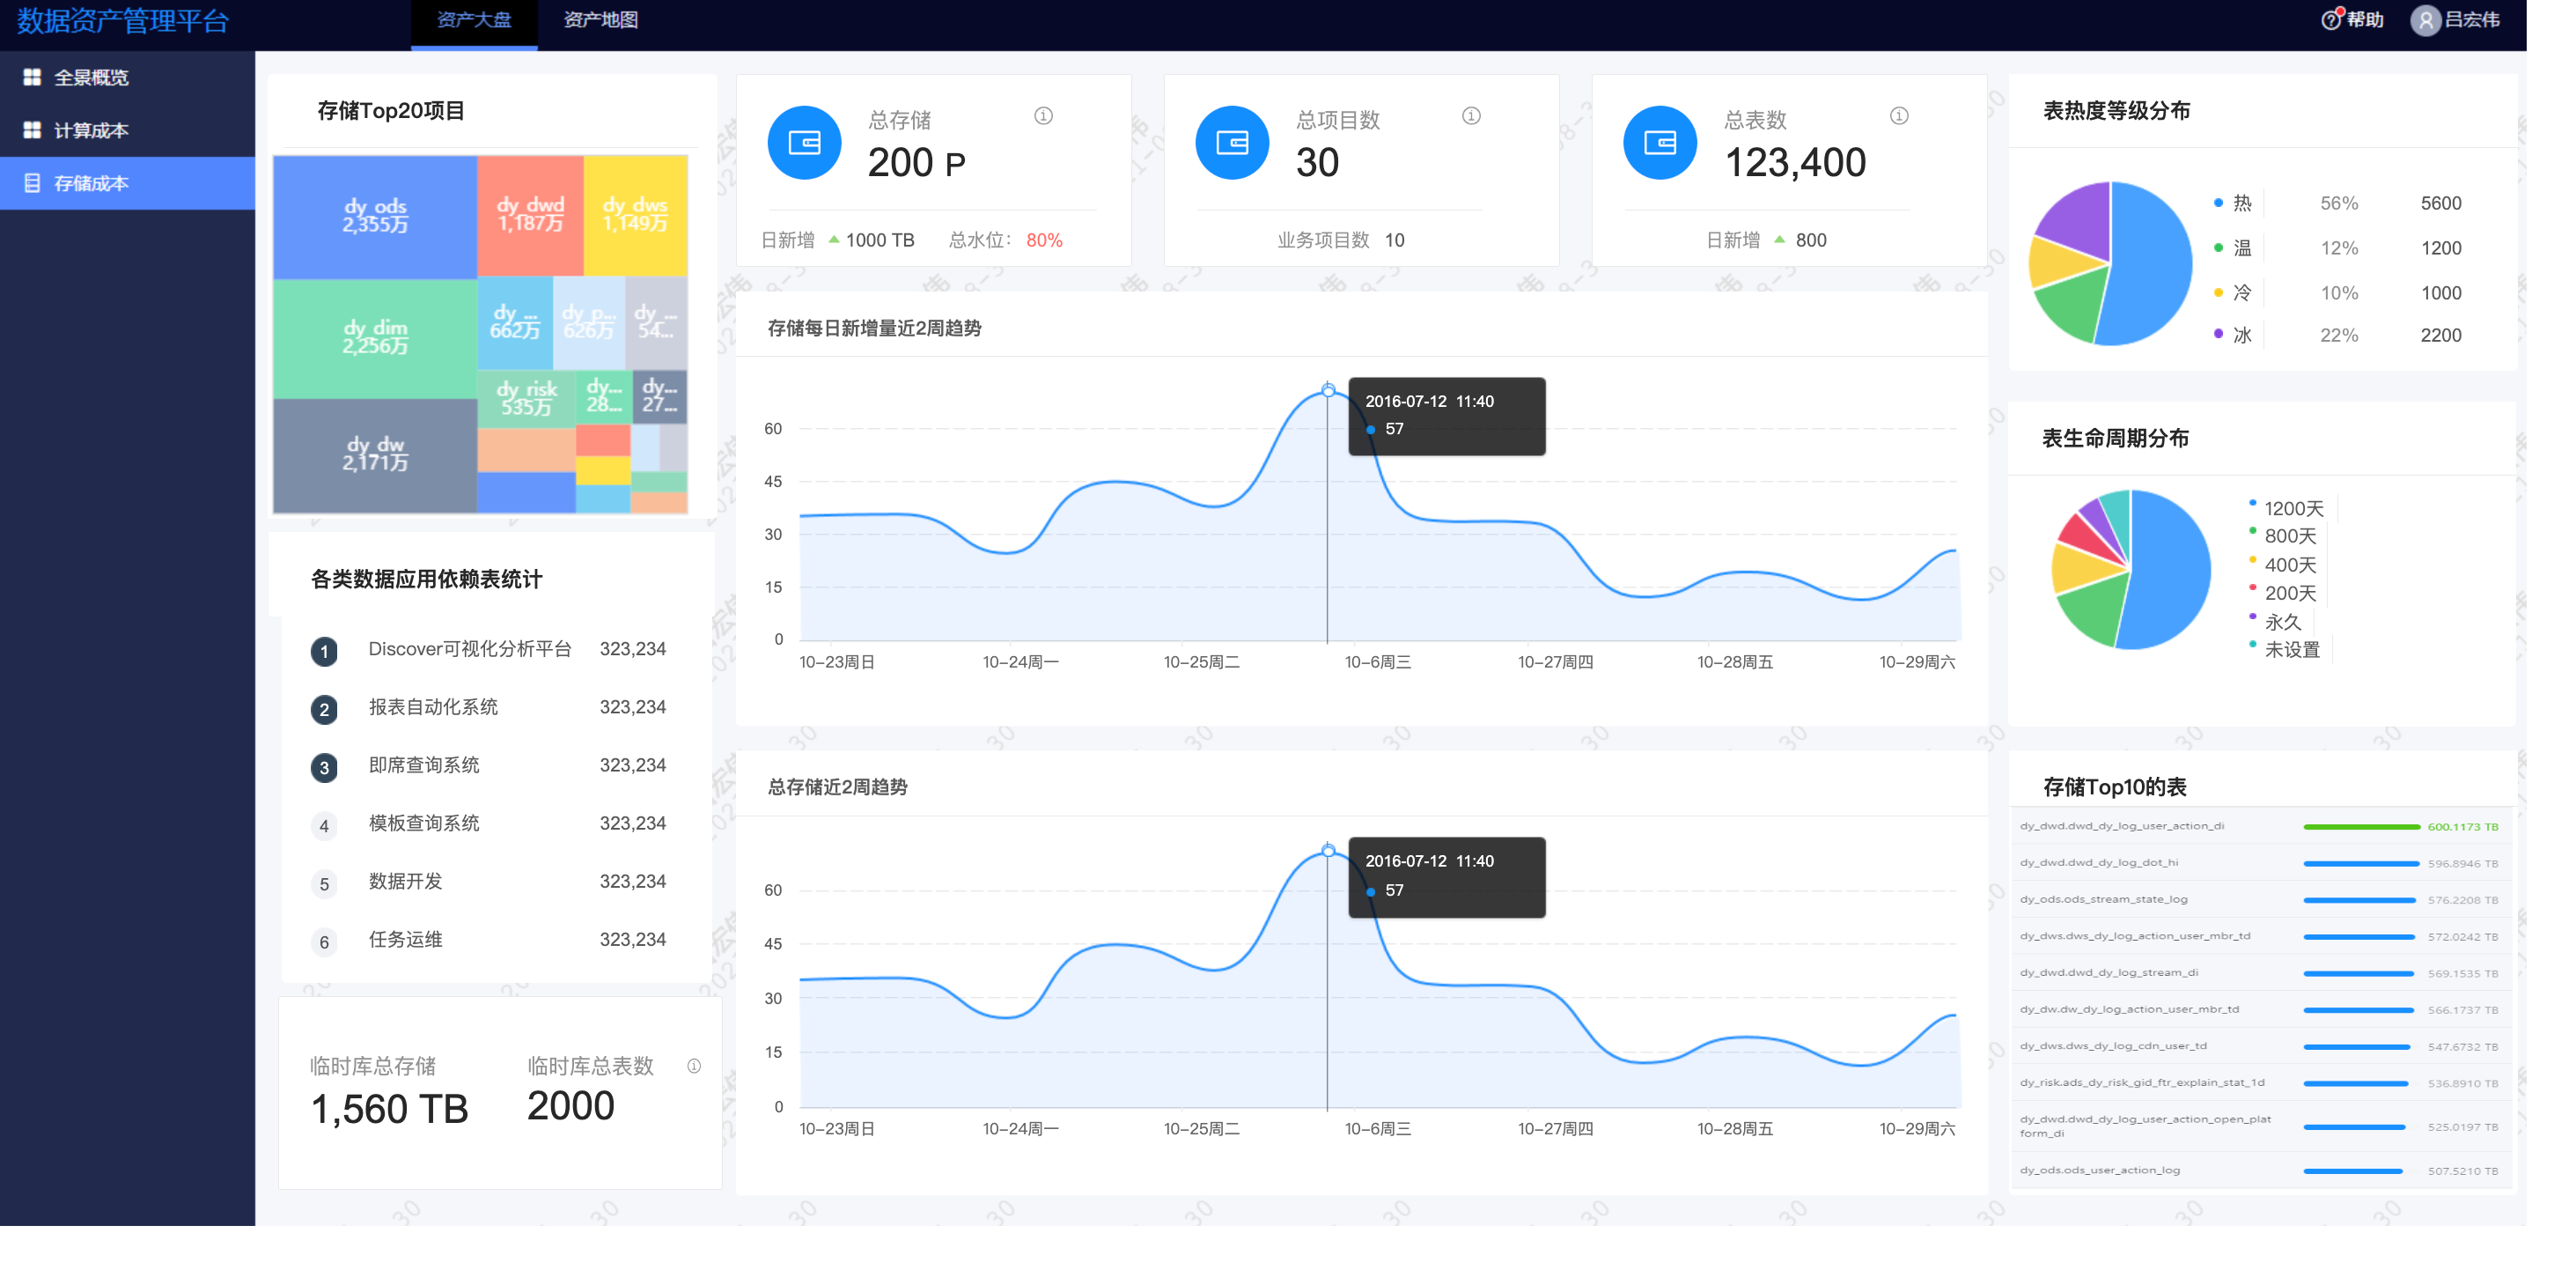 数据资产管理平台
资产大盘
资产地图
帮助
吕宏伟
全景概览
计算成本
存储成本
存储Top20项目
dy_ods
2,355万
dy_dwd
1,187万
dy_dws
1,149万
dy_dim
2,256万
dy_...
662万
dy_p...
626万
dy_...
54...
dy_risk
535万
dy...
28...
dy...
27...
dy_dw
2,171万
各类数据应用依赖表统计
1 Discover可视化分析平台 323,234
2 报表自动化系统 323,234
3 即席查询系统 323,234
4 模板查询系统 323,234
5 数据开发 323,234
6 任务运维 323,234
临时库总存储
1,560 TB
临时库总表数
2000
总存储
200 P
日新增 1000 TB 总水位: 80%
总项目数
30
业务项目数 10
总表数
123,400
日新增 800
存储每日新增量近2周趋势
60
45
30
15
0
2016-07-12 11:40
57
10-23周日 10-24周一 10-25周二 10-6周三 10-27周四 10-28周五 10-29周六
总存储近2周趋势
60
45
30
15
0
2016-07-12 11:40
57
10-23周日 10-24周一 10-25周二 10-6周三 10-27周四 10-28周五 10-29周六
表热度等级分布
热 56% 5600
温 12% 1200
冷 10% 1000
冰 22% 2200
表生命周期分布
1200天
800天
400天
200天
永久
未设置
存储Top10的表
dy_dwd.dwd_dy_log_user_action_di 600.1173 TB
dy_dwd.dwd_dy_log_dot_hi 596.8946 TB
dy_ods.ods_stream_state_log 576.2208 TB
dy_dws.dws_dy_log_action_user_mbr_td 572.0242 TB
dy_dwd.dwd_dy_log_stream_di 569.1535 TB
dy_dw.dw_dy_log_action_user_mbr_td 566.1737 TB
dy_dws.dws_dy_log_cdn_user_td 547.6732 TB
dy_risk.ads_dy_risk_gid_ftr_explain_stat_1d 536.8910 TB
dy_dwd.dwd_dy_log_user_action_open_plat
form_di 525.0197 TB
dy_ods.ods_user_action_log 507.5210 TB